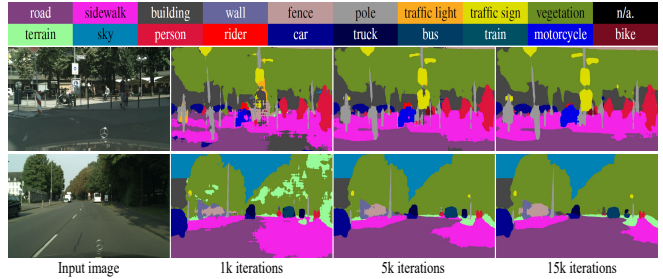 road sidewalk building wall fence pole traffic light traffic sign vegetation n/a.
terrain sky person rider car truck bus train motorcycle bike
Input image 1k iterations 5k iterations 15k iterations